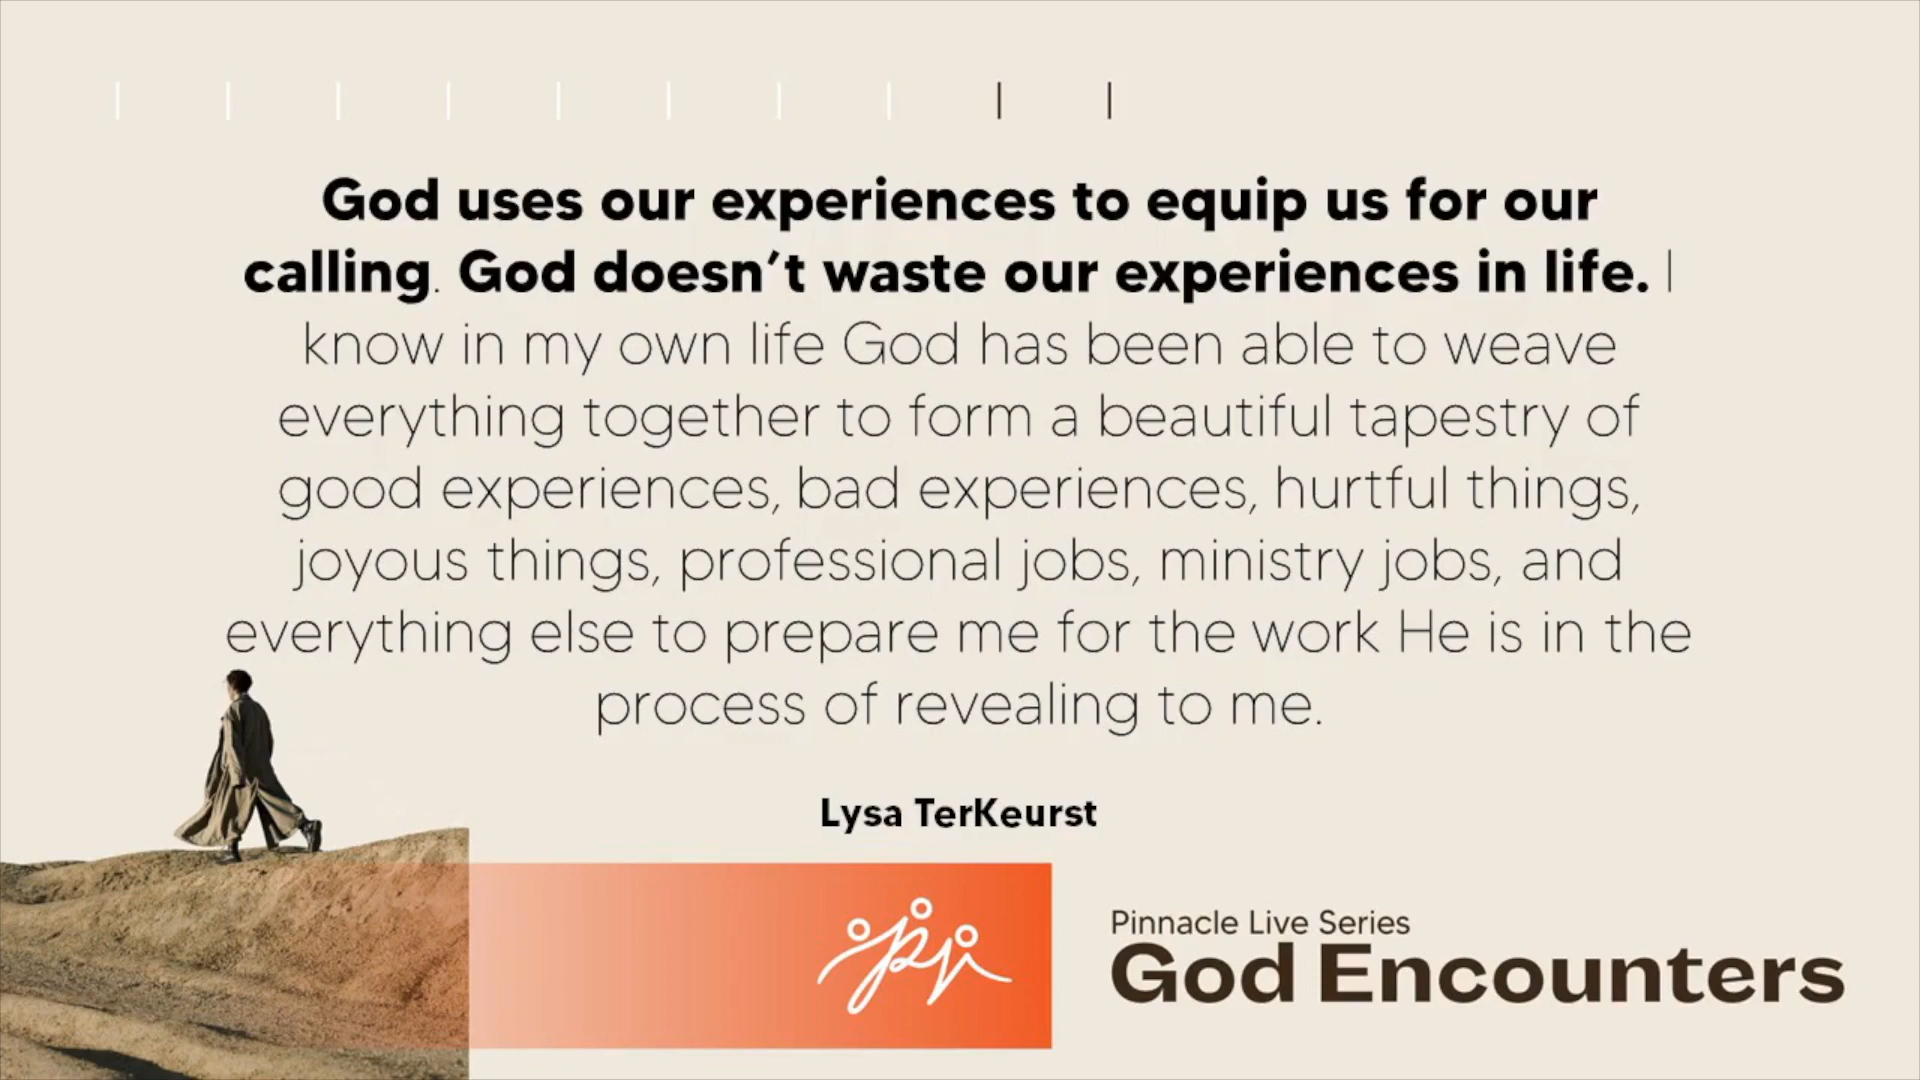 God uses our experiences to equip us for our
calling. God doesn’t waste our experiences in life. I
know in my own life God has been able to weave
everything together to form a beautiful tapestry of
good experiences, bad experiences, hurtful things,
joyous things, professional jobs, ministry jobs, and
everything else to prepare me for the work He is in the
process of revealing to me.
Lysa TerKeurst
Pinnacle Live Series
God Encounters